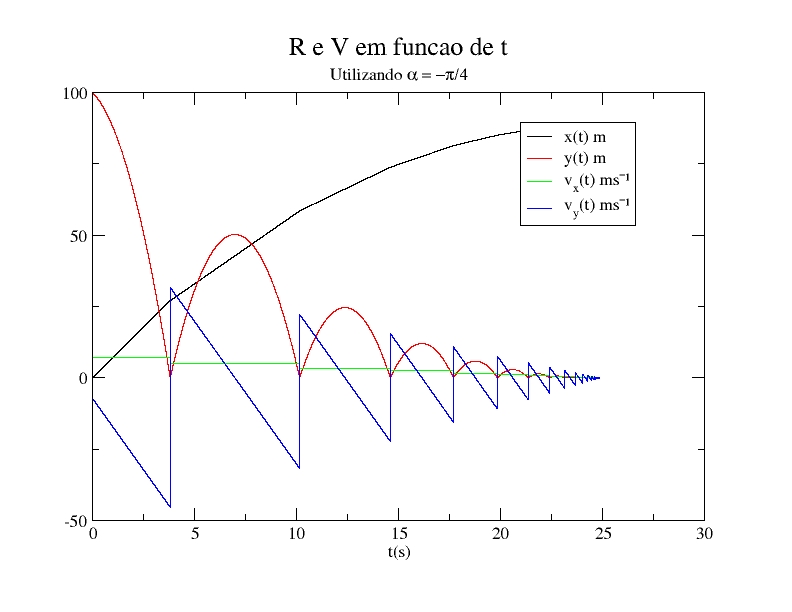 R e V em funcao de t
Utilizando α = −π/4
100
50
0
-50
x(t) m
y(t) m
vx(t) ms⁻¹
vy(t) ms⁻¹
0 5 10 15 20 25 30
t(s)